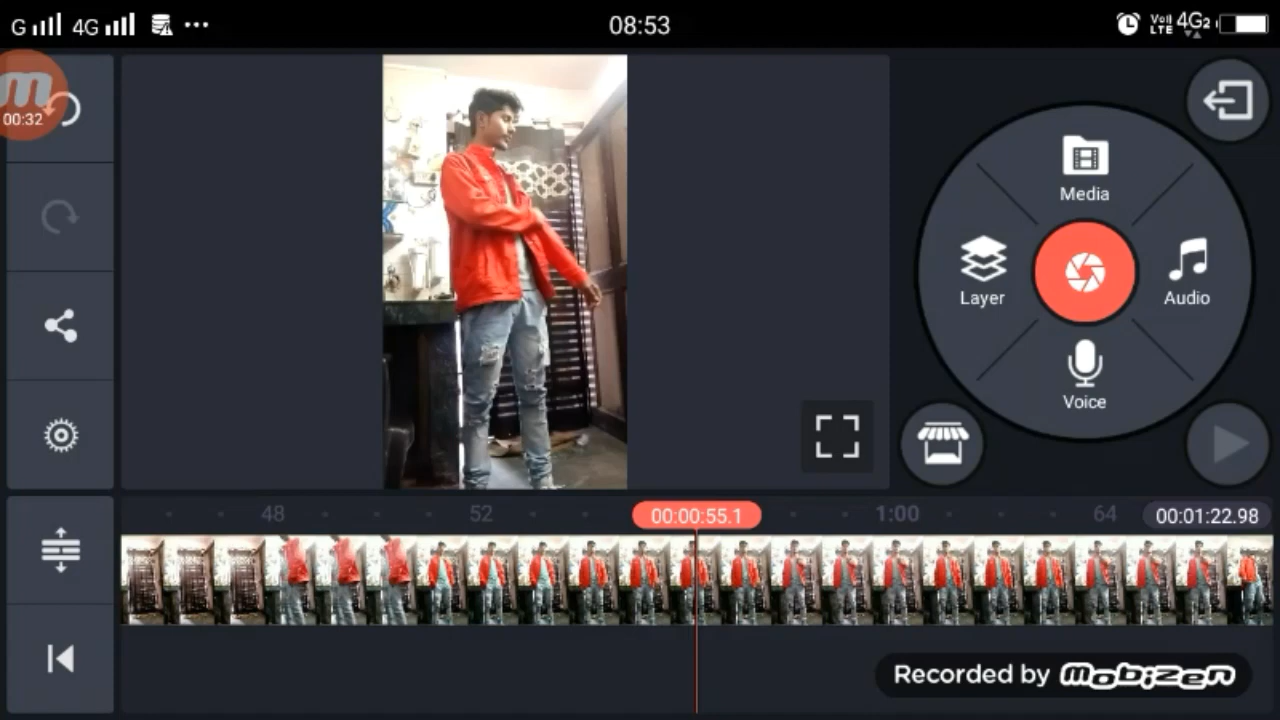 G 4G 08:53 VoII LTE 4G2
m
00:32
Media
Layer
Audio
Voice
48 52 00:00:55.1 1:00 64 00:01:22.98
Recorded by mobizen